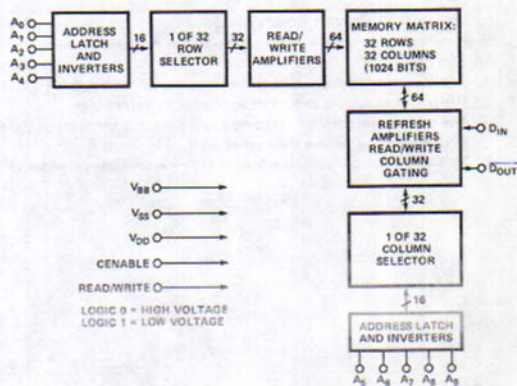 A0
A1
A2
A3
A4
ADDRESS
LATCH
AND
INVERTERS
16
1 OF 32
ROW
SELECTOR
32
READ/
WRITE
AMPLIFIERS
64
MEMORY MATRIX:
32 ROWS
32 COLUMNS
(1024 BITS)
64
REFRESH
AMPLIFIERS
READ/WRITE
COLUMN
GATING
DIN
DOUT
32
1 OF 32
COLUMN
SELECTOR
16
ADDRESS LATCH
AND INVERTERS
A5 A6 A7 A8 A9
VBB
VSS
VDD
CENABLE
READ/WRITE
LOGIC 0 = HIGH VOLTAGE
LOGIC 1 = LOW VOLTAGE